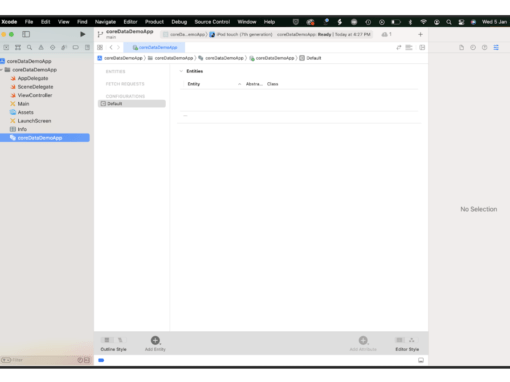 Xcode File Edit View Find Navigate Editor Product Debug Source Control Window Help Wed 5 Jan
coreDataDemoApp
main
coreDa...emoApp iPod touch (7th generation) coreDataDemoApp: Ready | Today at 8:37 PM 1
coreDataDemoApp
coreDataDemoApp coreDataDemoApp coreDataDemoApp coreDataDemoApp Default
coreDataDemoApp
coreDataDemoApp
AppDelegate
SceneDelegate
ViewController
Main
Assets
LaunchScreen
Info
coreDataDemoApp
ENTITIES
FETCH REQUESTS
CONFIGURATIONS
Default
Entities
Entity Abstra... Class
No Selection
Outline Style Add Entity Add Attribute Editor Style
Filter